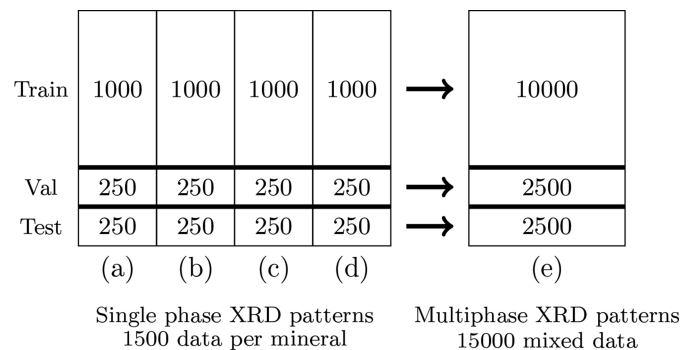 Train 1000 1000 1000 1000 10000
Val 250 250 250 250 2500
Test 250 250 250 250 2500
(a) (b) (c) (d) (e)
Single phase XRD patterns Multiphase XRD patterns
1500 data per mineral 15000 mixed data